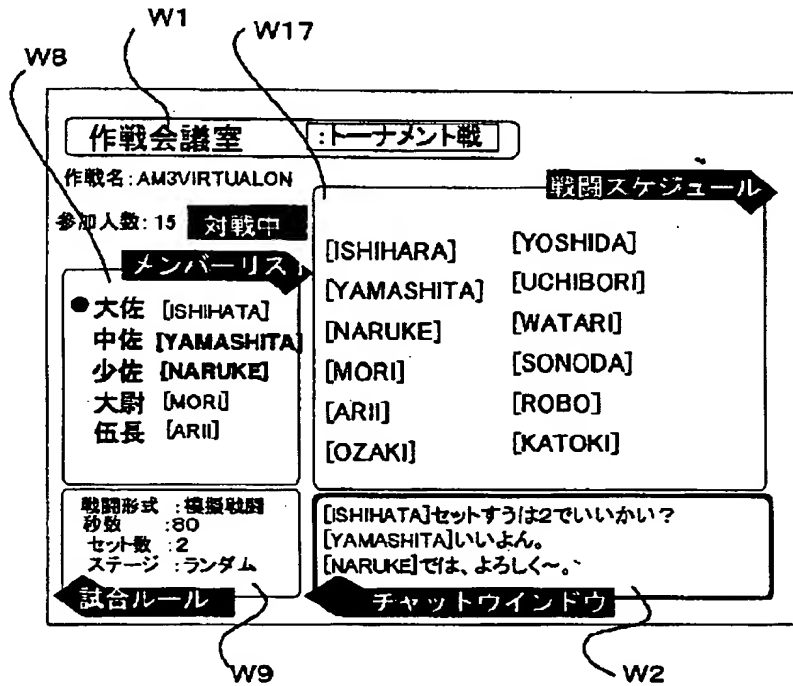 W1
W17
W8
作戦会議室 :トーナメント戦
作戦名:AM3VIRTUALON
参加人数:15 対戦中
戦闘スケジュール
メンバーリスト
●大佐 [ISHIHATA]
中佐 [YAMASHITA]
少佐 [NARUKE]
大尉 [MORI]
伍長 [ARII]
[ISHIHARA] [YOSHIDA]
[YAMASHITA] [UCHIBORI]
[NARUKE] [WATARI]
[MORI] [SONODA]
[ARII] [ROBO]
[OZAKI] [KATOKI]
戦闘形式 :模擬戦闘
秒数 :80
セット数 :2
ステージ :ランダム
試合ルール
[ISHIHATA]セットすうは2でいいかい?
[YAMASHITA]いいよん。
[NARUKE]では、よろしく~。
チャットウインドウ
W9
W2